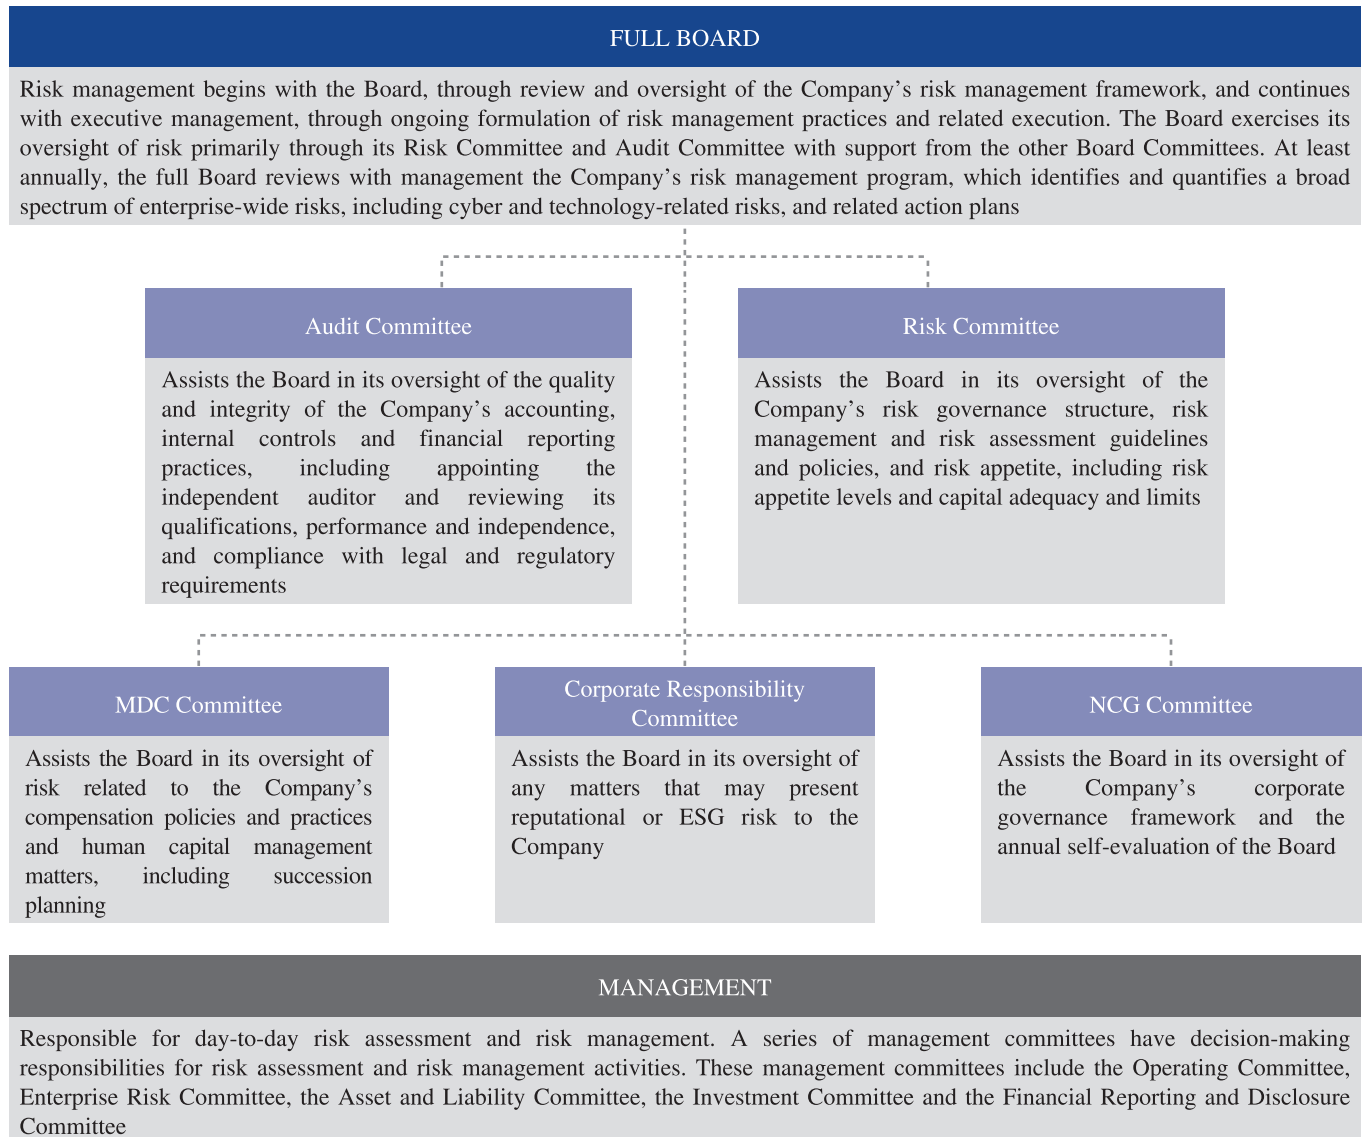 FULL BOARD
Risk management begins with the Board, through review and oversight of the Company’s risk management framework, and continues
with executive management, through ongoing formulation of risk management practices and related execution. The Board exercises its
oversight of risk primarily through its Risk Committee and Audit Committee with support from the other Board Committees. At least
annually, the full Board reviews with management the Company’s risk management program, which identifies and quantifies a broad
spectrum of enterprise-wide risks, including cyber and technology-related risks, and related action plans
Audit Committee
Assists the Board in its oversight of the quality
and integrity of the Company’s accounting,
internal controls and financial reporting
practices, including appointing the
independent auditor and reviewing its
qualifications, performance and independence,
and compliance with legal and regulatory
requirements
Risk Committee
Assists the Board in its oversight of the
Company’s risk governance structure, risk
management and risk assessment guidelines
and policies, and risk appetite, including risk
appetite levels and capital adequacy and limits
MDC Committee
Assists the Board in its oversight of
risk related to the Company’s
compensation policies and practices
and human capital management
matters, including succession
planning
Corporate Responsibility
Committee
Assists the Board in its oversight of
any matters that may present
reputational or ESG risk to the
Company
NCG Committee
Assists the Board in its oversight of
the Company’s corporate
governance framework and the
annual self-evaluation of the Board
MANAGEMENT
Responsible for day-to-day risk assessment and risk management. A series of management committees have decision-making
responsibilities for risk assessment and risk management activities. These management committees include the Operating Committee,
Enterprise Risk Committee, the Asset and Liability Committee, the Investment Committee and the Financial Reporting and Disclosure
Committee